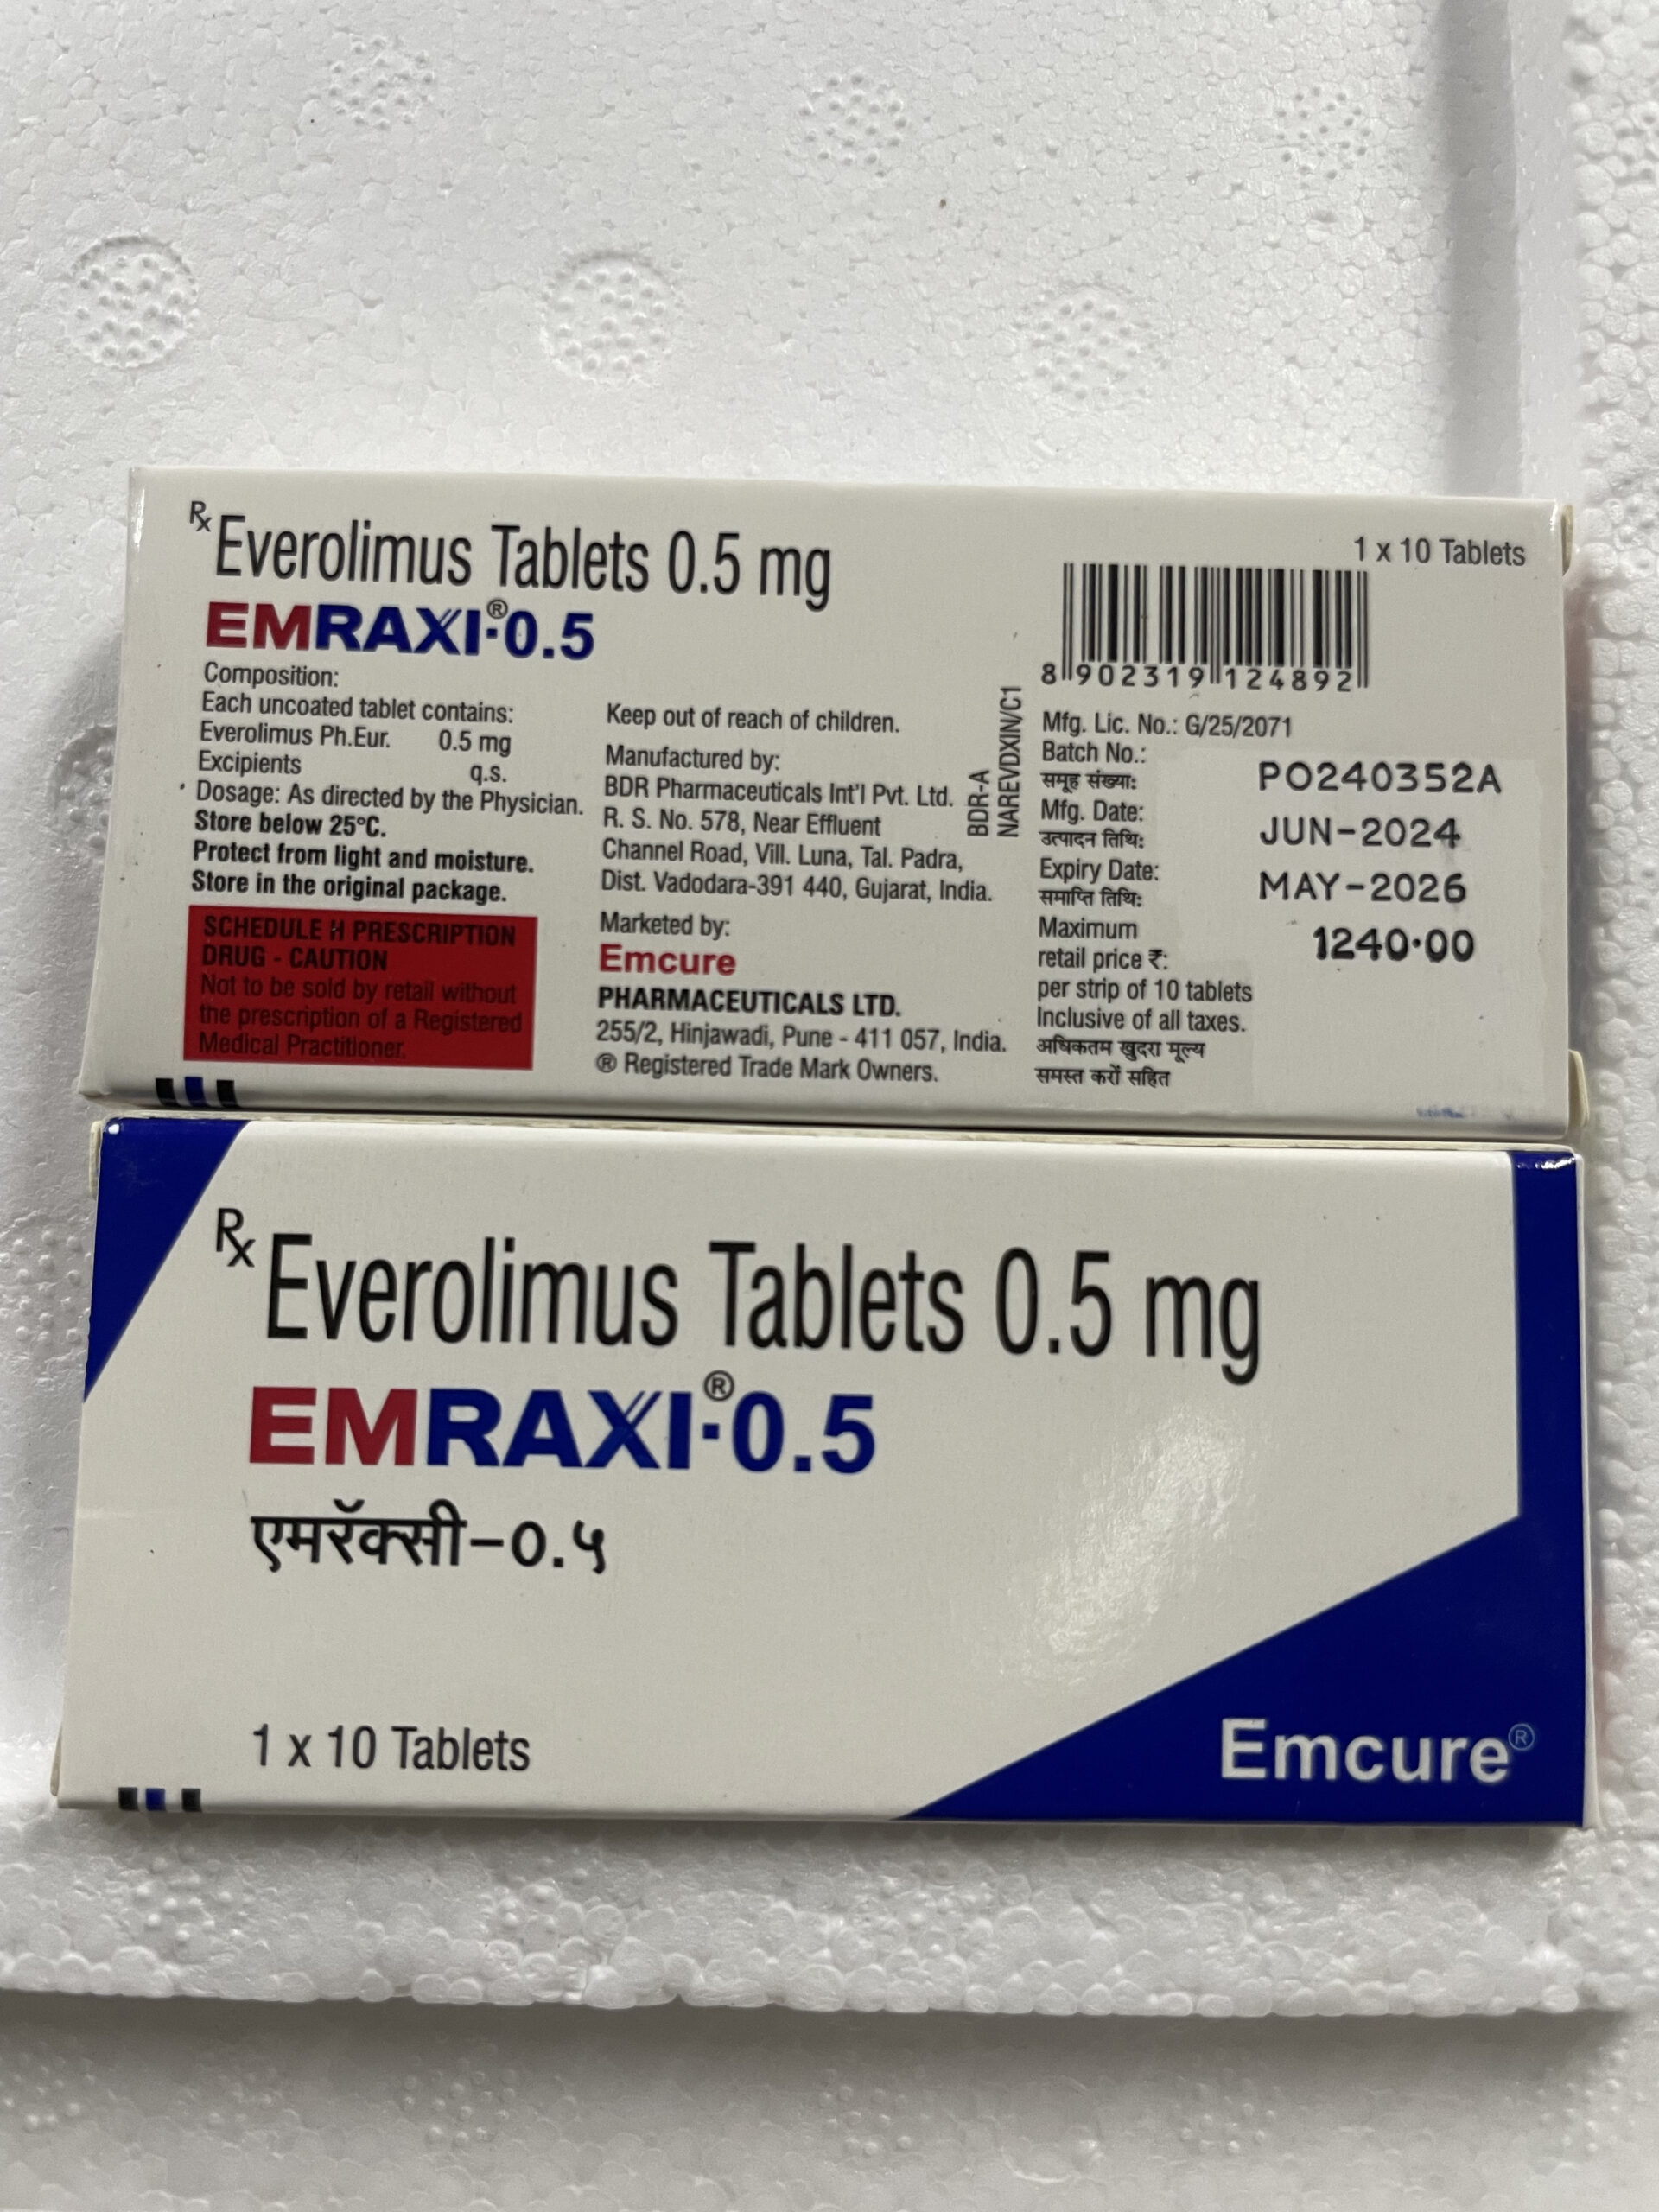 Rx Everolimus Tablets 0.5 mg
EMRAXI®-0.5
Composition:
Each uncoated tablet contains:
Everolimus Ph.Eur. 0.5 mg
Excipients q.s.
Dosage: As directed by the Physician.
Store below 25°C.
Protect from light and moisture.
Store in the original package.
SCHEDULE H PRESCRIPTION
DRUG - CAUTION
Not to be sold by retail without
the prescription of a Registered
Medical Practitioner.
Keep out of reach of children.
Manufactured by:
BDR Pharmaceuticals Int'l Pvt. Ltd.
R. S. No. 578, Near Effluent
Channel Road, Vill. Luna, Tal. Padra,
Dist. Vadodara-391 440, Gujarat, India.
Marketed by:
Emcure
PHARMACEUTICALS LTD.
255/2, Hinjawadi, Pune - 411 057, India.
® Registered Trade Mark Owners.
BDR-A
NAREVDXIN/C1
1 x 10 Tablets
8 902319 124892
Mfg. Lic. No.: G/25/2071
Batch No.:
समूह संख्या: PO240352A
Mfg. Date:
उत्पादन तिथि: JUN-2024
Expiry Date:
समाप्ति तिथि: MAY-2026
Maximum
retail price ₹: 1240.00
per strip of 10 tablets
Inclusive of all taxes.
अधिकतम खुदरा मूल्य
समस्त करों सहित
Rx Everolimus Tablets 0.5 mg
EMRAXI®-0.5
एमरॅक्सी-०.५
1 x 10 Tablets
Emcure®